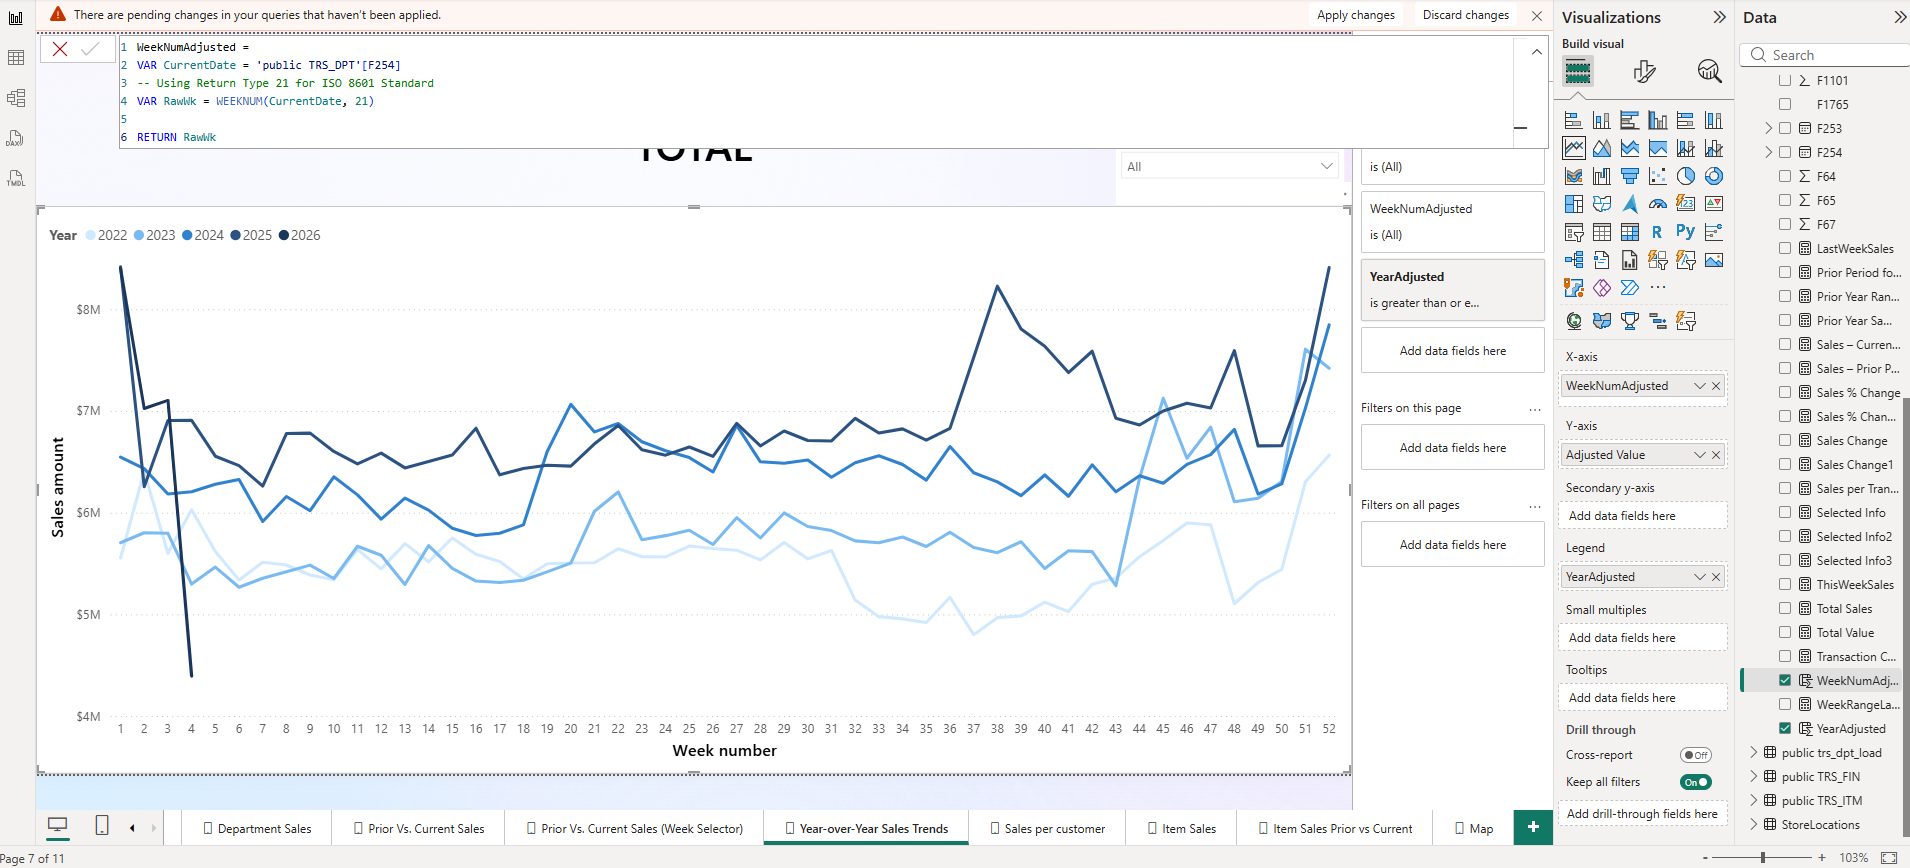 There are pending changes in your queries that haven't been applied.
Apply changes
Discard changes
1 WeekNumAdjusted =
2 VAR CurrentDate = 'public TRS_DPT'[F254]
3 -- Using Return Type 21 for ISO 8601 Standard
4 VAR RawWk = WEEKNUM(CurrentDate, 21)
5
6 RETURN RawWk
TOTAL
All
Year 2022 2023 2024 2025 2026
Sales amount
$8M
$7M
$6M
$5M
$4M
1 2 3 4 5 6 7 8 9 10 11 12 13 14 15 16 17 18 19 20 21 22 23 24 25 26 27 28 29 30 31 32 33 34 35 36 37 38 39 40 41 42 43 44 45 46 47 48 49 50 51 52
Week number
is (All)
WeekNumAdjusted
is (All)
YearAdjusted
is greater than or e...
Add data fields here
Filters on this page ...
Add data fields here
Filters on all pages ...
Add data fields here
Visualizations
Build visual
123
R
Py
...
X-axis
WeekNumAdjusted
Y-axis
Adjusted Value
Secondary y-axis
Add data fields here
Legend
YearAdjusted
Small multiples
Add data fields here
Tooltips
Add data fields here
Drill through
Cross-report Off
Keep all filters On
Add drill-through fields here
Data
Search
F1101
F1765
F253
F254
F64
F65
F67
LastWeekSales
Prior Period fo...
Prior Year Ran...
Prior Year Sa...
Sales – Curren...
Sales – Prior P...
Sales % Change
Sales % Chan...
Sales Change
Sales Change1
Sales per Tran...
Selected Info
Selected Info2
Selected Info3
ThisWeekSales
Total Sales
Total Value
Transaction C...
WeekNumAdj...
WeekRangeLa...
YearAdjusted
public trs_dpt_load
public TRS_FIN
public TRS_ITM
StoreLocations
DAX
TMDL
Department Sales
Prior Vs. Current Sales
Prior Vs. Current Sales (Week Selector)
Year-over-Year Sales Trends
Sales per customer
Item Sales
Item Sales Prior vs Current
Map
+
Page 7 of 11
- + 103%